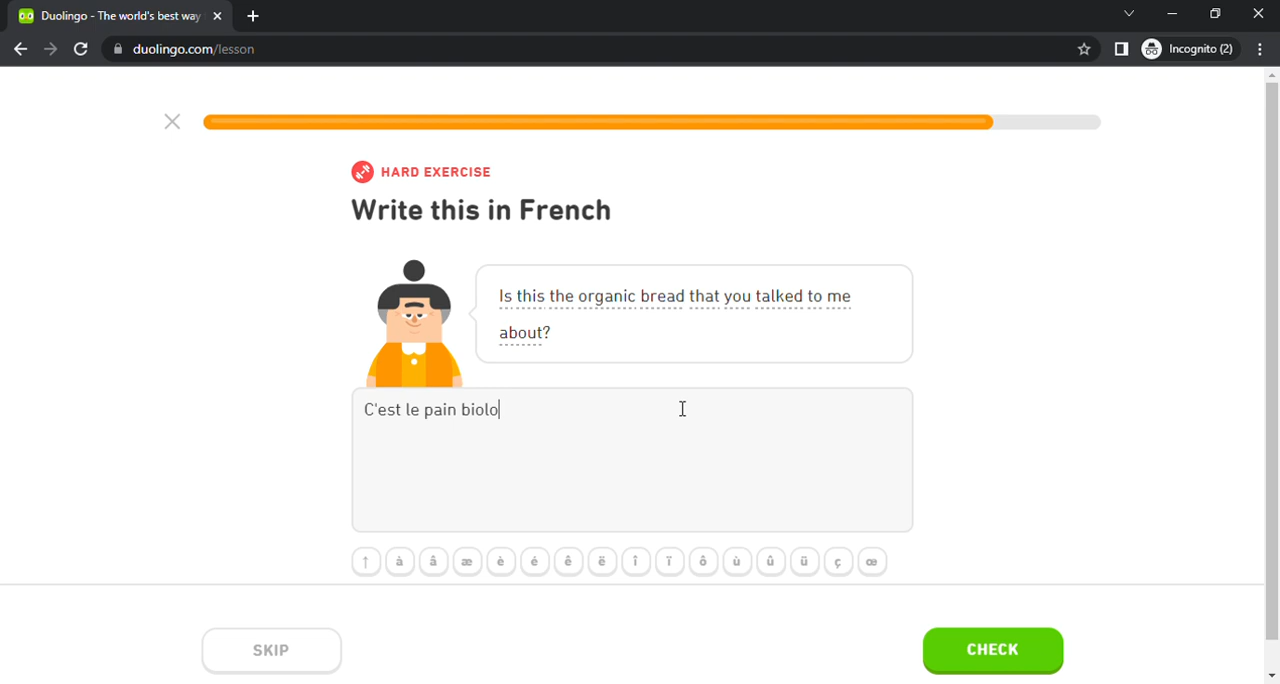 Duolingo - The world's best way
duolingo.com/lesson
Incognito (2)
HARD EXERCISE
Write this in French
Is this the organic bread that you talked to me
about?
C'est le pain biolo
↑ à â æ è é ê ë î ï ô ù û ü ç œ
SKIP
CHECK